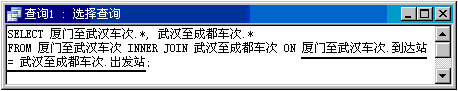 查询1 : 选择查询
SELECT 厦门至武汉车次.*, 武汉至成都车次.*
FROM 厦门至武汉车次 INNER JOIN 武汉至成都车次 ON 厦门至武汉车次.到达站
= 武汉至成都车次.出发站;